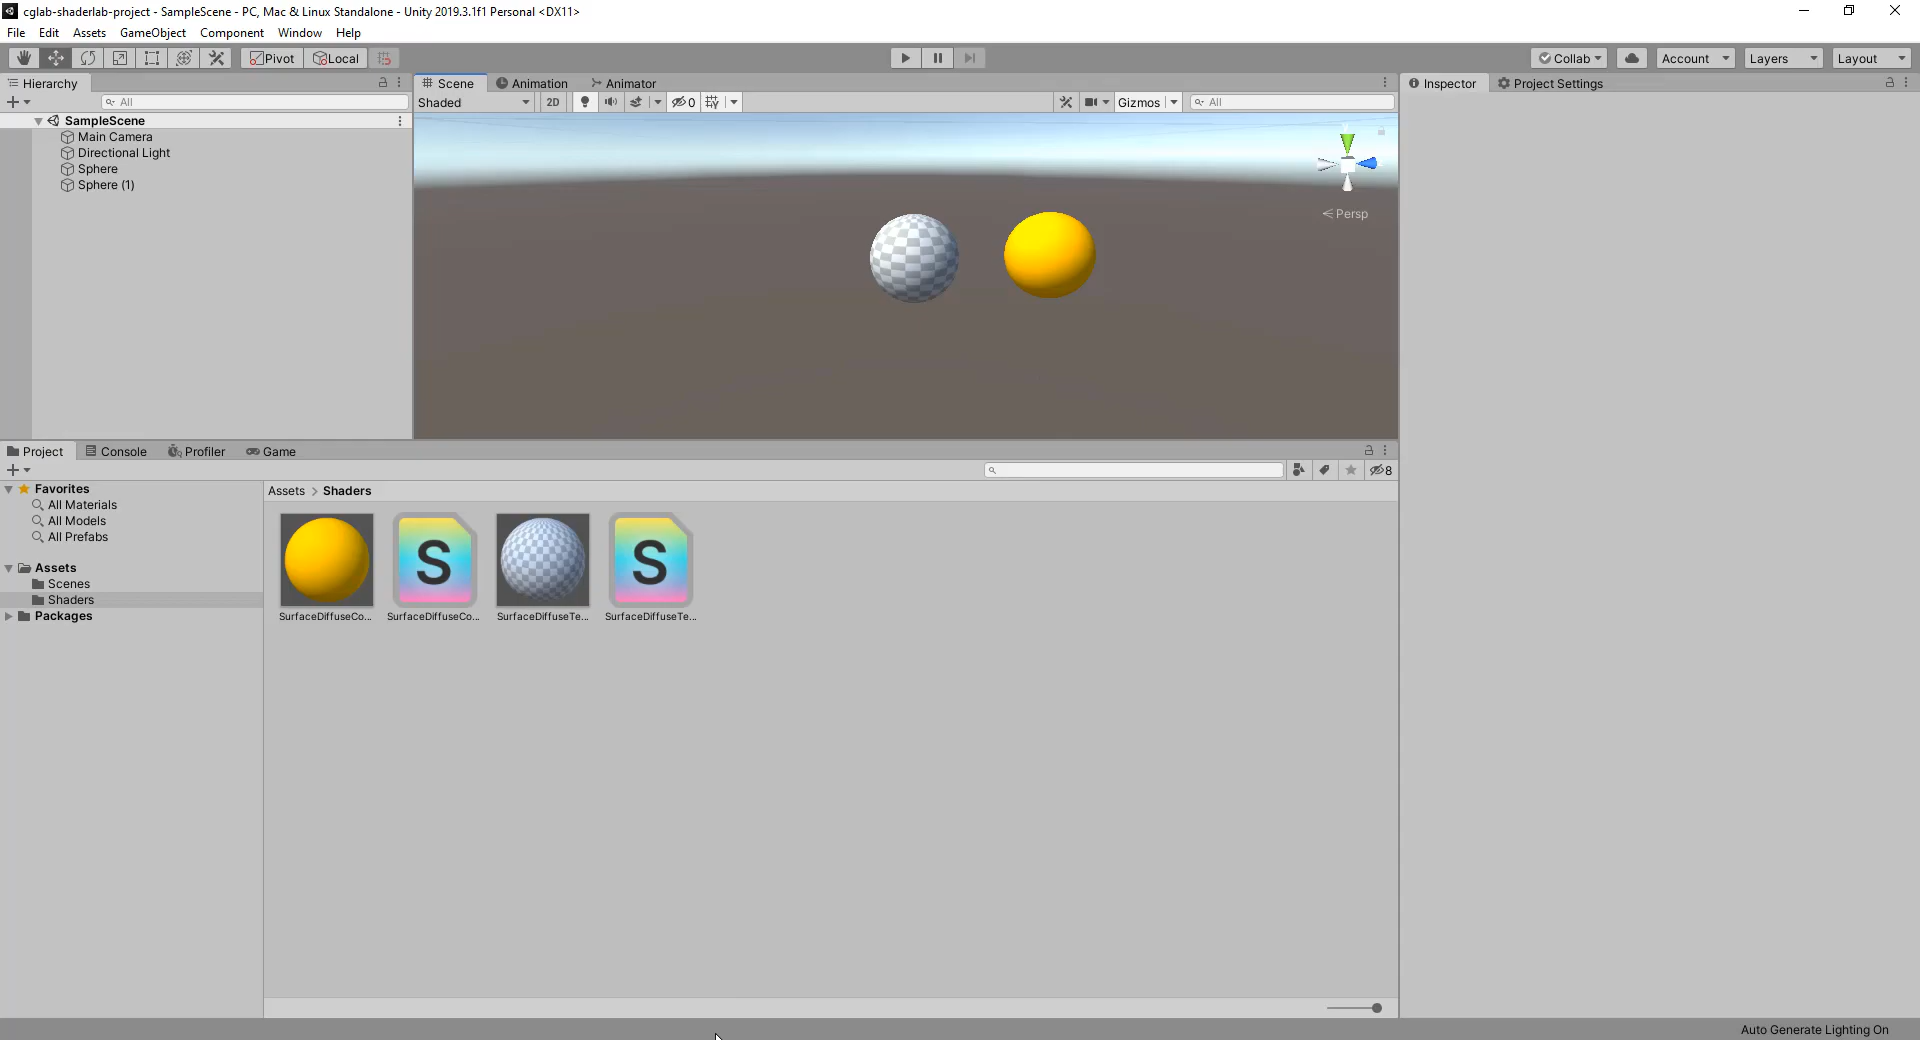 cglab-shaderlab-project - SampleScene - PC, Mac & Linux Standalone - Unity 2019.3.1f1 Personal <DX11>
File Edit Assets GameObject Component Window Help
Pivot Local Collab Account Layers Layout
Hierarchy
All
SampleScene
Main Camera
Directional Light
Sphere
Sphere (1)
Scene Animation Animator
Shaded 2D 0 Gizmos All
Persp
Inspector Project Settings
Project Console Profiler Game
8
Favorites
All Materials
All Models
All Prefabs
Assets
Scenes
Shaders
Packages
Assets > Shaders
S S
SurfaceDiffuseCo... SurfaceDiffuseCo... SurfaceDiffuseTe... SurfaceDiffuseTe...
Auto Generate Lighting On